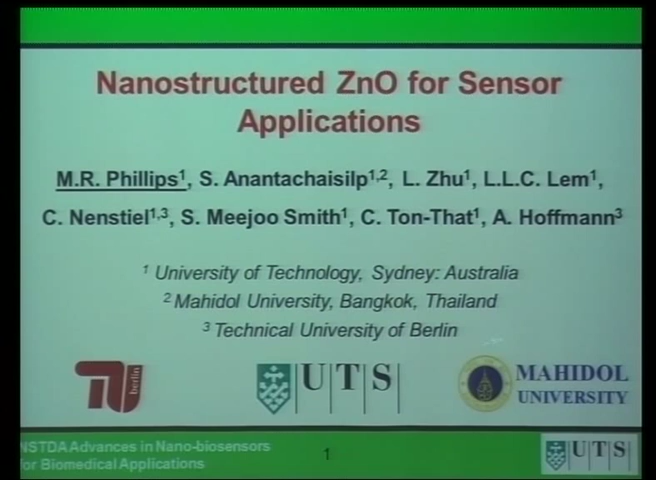 Nanostructured ZnO for Sensor
Applications
M.R. Phillips¹, S. Anantachaisilp¹,², L. Zhu¹, L.L.C. Lem¹,
C. Nenstiel¹,³, S. Meejoo Smith¹, C. Ton-That¹, A. Hoffmann³
¹ University of Technology, Sydney: Australia
² Mahidol University, Bangkok, Thailand
³ Technical University of Berlin
berlin
UTS
MAHIDOL
UNIVERSITY
NSTDA Advances in Nano-biosensors
for Biomedical Applications
1
UTS